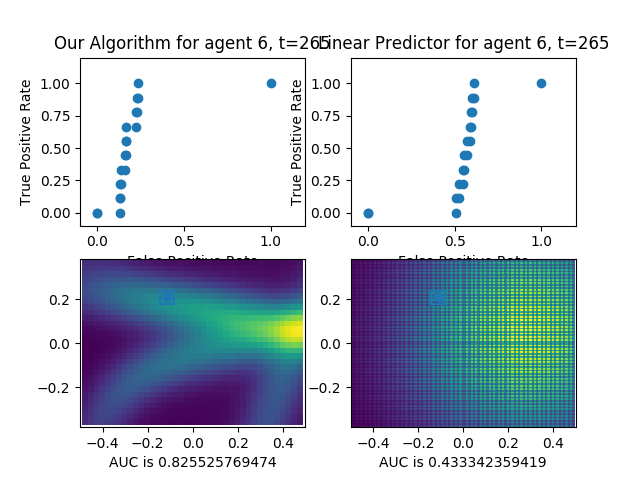 Our Algorithm for agent 6, t=265
Linear Predictor for agent 6, t=265
True Positive Rate
1.00
0.75
0.50
0.25
0.00
0.0 0.5 1.0
False Positive Rate
True Positive Rate
1.00
0.75
0.50
0.25
0.00
0.0 0.5 1.0
False Positive Rate
0.2
0.0
−0.2
−0.4 −0.2 0.0 0.2 0.4
AUC is 0.825525769474
0.2
0.0
−0.2
−0.4 −0.2 0.0 0.2 0.4
AUC is 0.433342359419